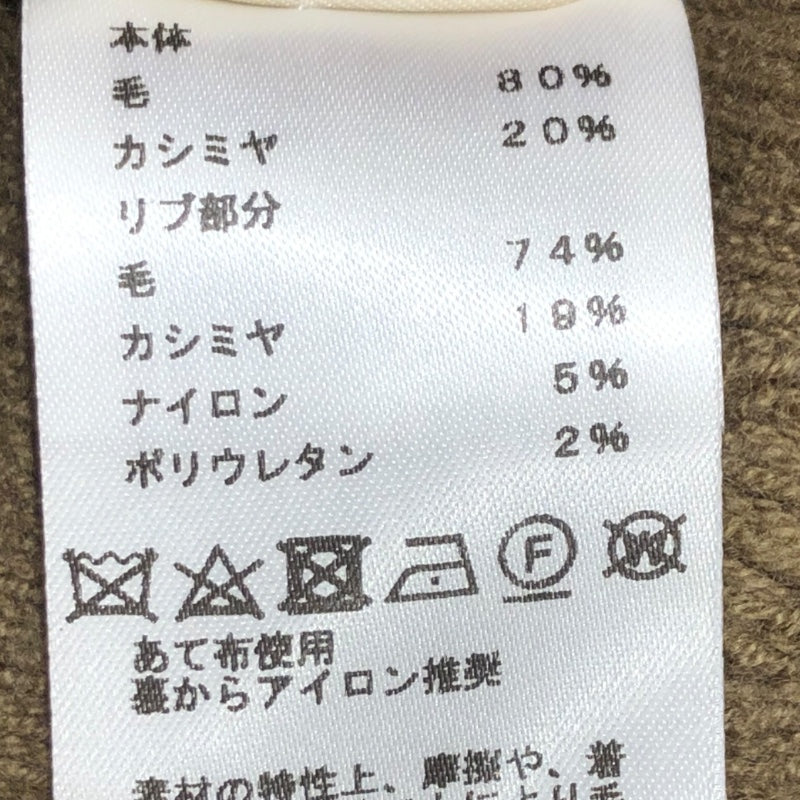 本体
毛 80%
カシミヤ 20%
リブ部分
毛 74%
カシミヤ 19%
ナイロン 5%
ポリウレタン 2%
F W
あて布使用
裏からアイロン推奨
素材の特性上、摩擦や、着